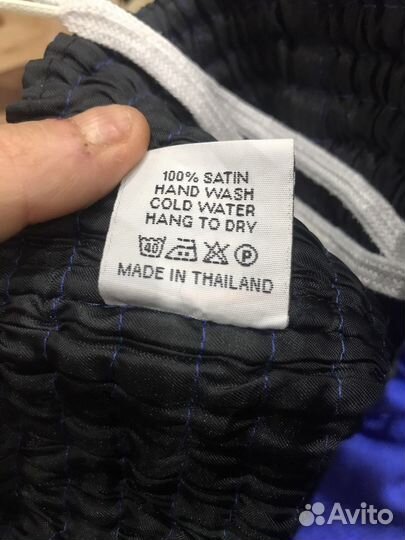 100% SATIN
HAND WASH
COLD WATER
HANG TO DRY
40 P
MADE IN THAILAND
Avito